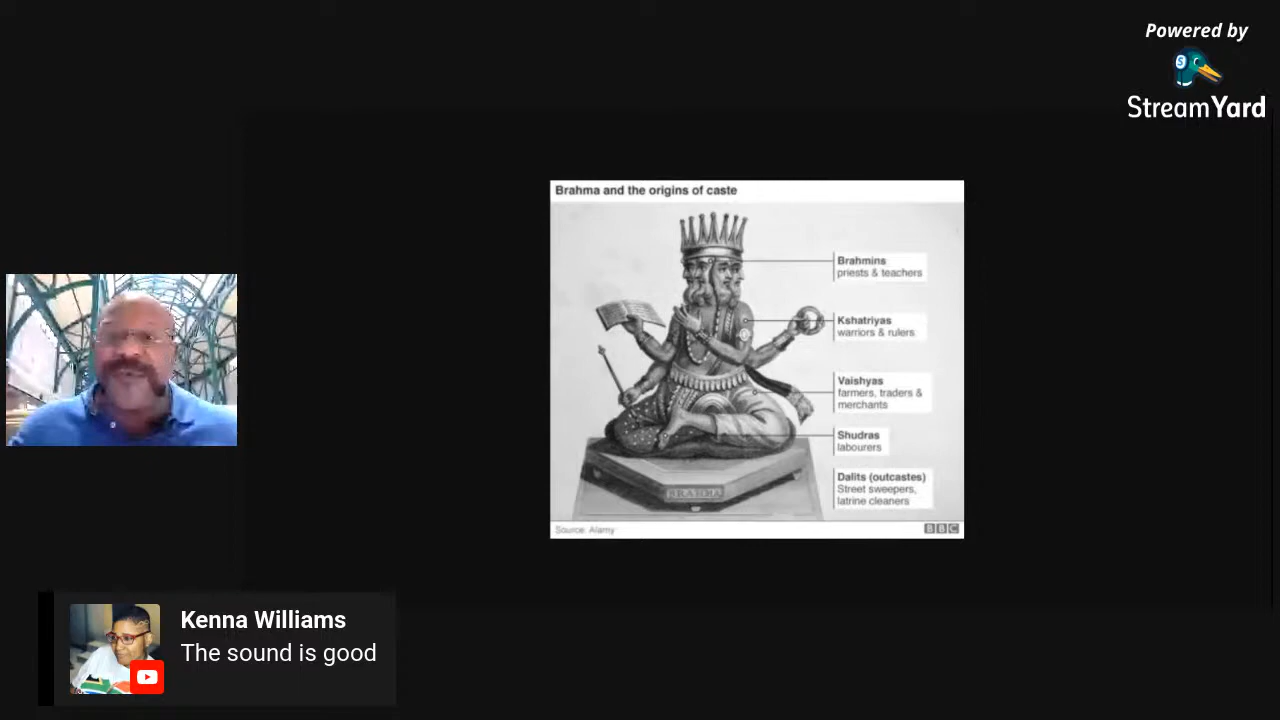 Powered by
StreamYard
Brahma and the origins of caste
Brahmins
priests & teachers
Kshatriyas
warriors & rulers
Vaishyas
farmers, traders &
merchants
Shudras
labourers
Dalits (outcastes)
Street sweepers,
latrine cleaners
BRAHMA
Source: Alamy
BBC
Kenna Williams
The sound is good